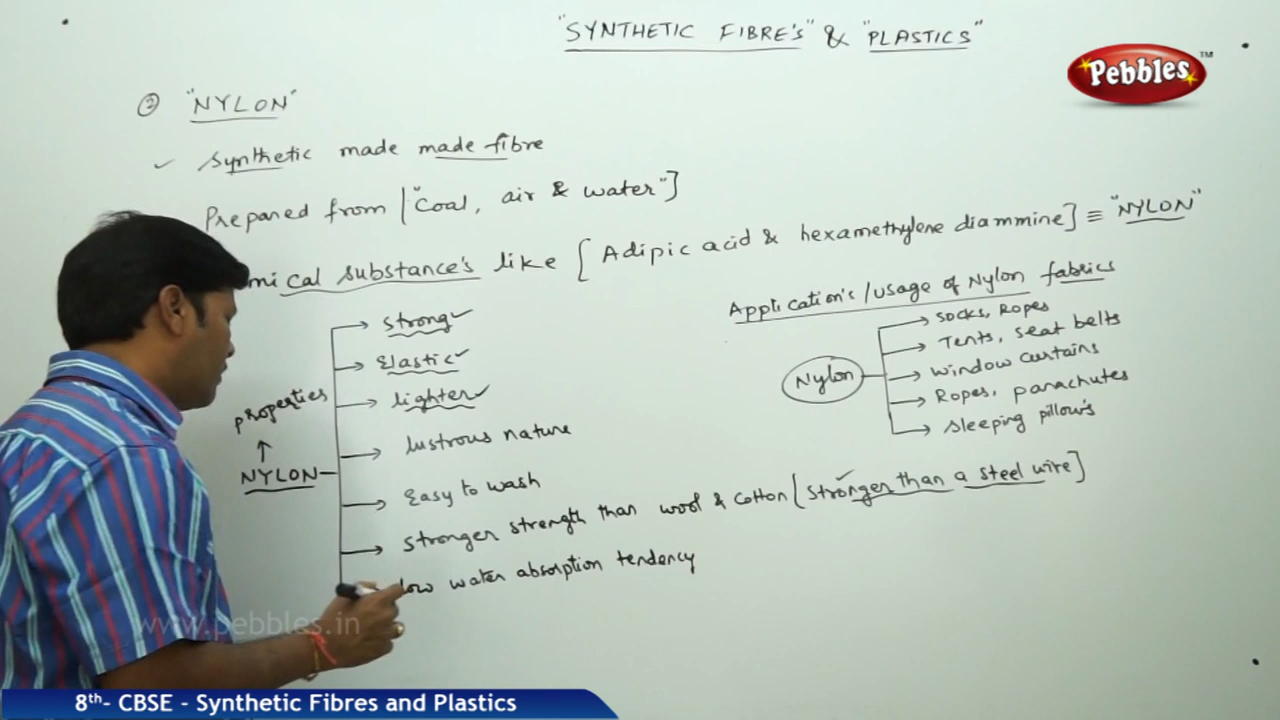 "SYNTHETIC FIBRE'S" & "PLASTICS"
Pebbles™
② "NYLON"
✓ Synthetic made made fibre
Prepared from ["Coal, air & water"]
mical substance's like [Adipic acid & hexamethylene diammine] ≡ "NYLON"
Application's/usage of Nylon fabrics
Nylon
→ Socks, Ropes
→ Tents, seat belts
→ Window curtains
→ Ropes, parachutes
→ Sleeping pillow's
properties
↑
NYLON
→ Strong ✓
→ Elastic ✓
→ lighter ✓
→ lustrous nature
→ Easy to wash
→ Stronger strength than wool & cotton [Stronger than a steel wire]
low water absorption tendency
www.pebbles.in
8th- CBSE - Synthetic Fibres and Plastics